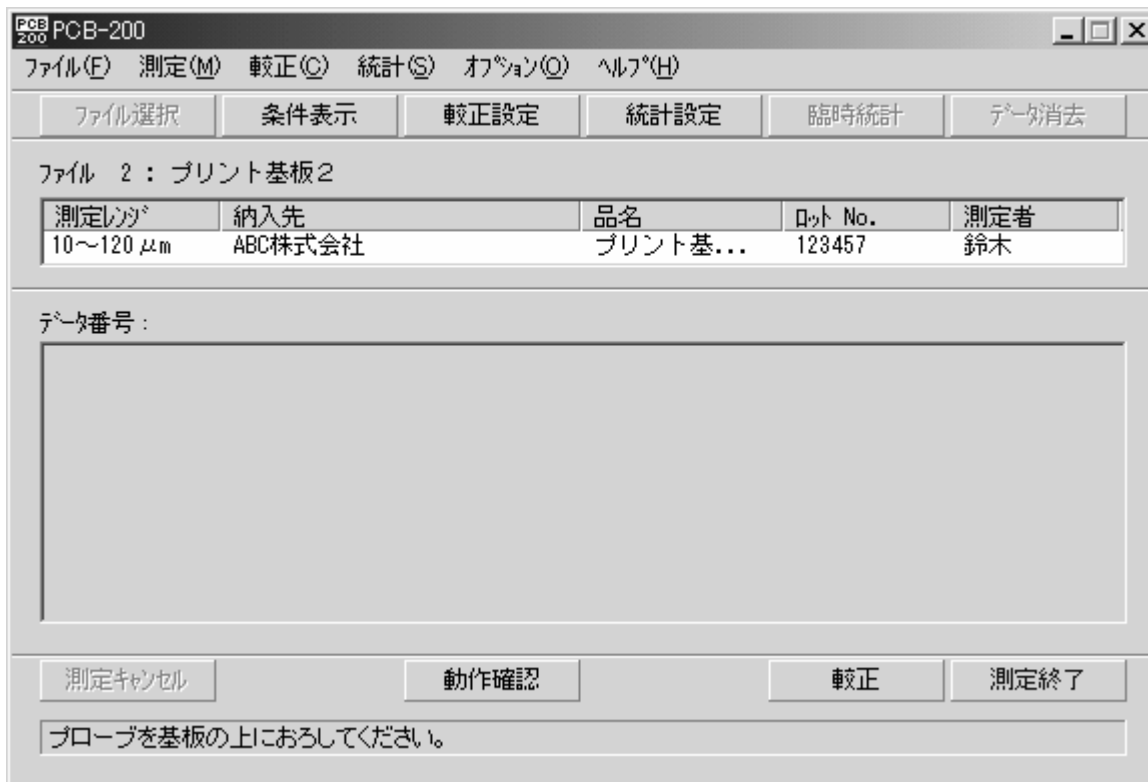 PCB 200 PCB-200
ファイル(F) 測定(M) 較正(C) 統計(S) オプション(O) ヘルプ(H)
ファイル選択 条件表示 較正設定 統計設定 臨時統計 データ消去
ファイル 2 : プリント基板2
測定レンジ 納入先 品名 ロット No. 測定者
10~120μm ABC株式会社 プリント基... 123457 鈴木
データ番号:
測定キャンセル 動作確認 較正 測定終了
プローブを基板の上におろしてください。